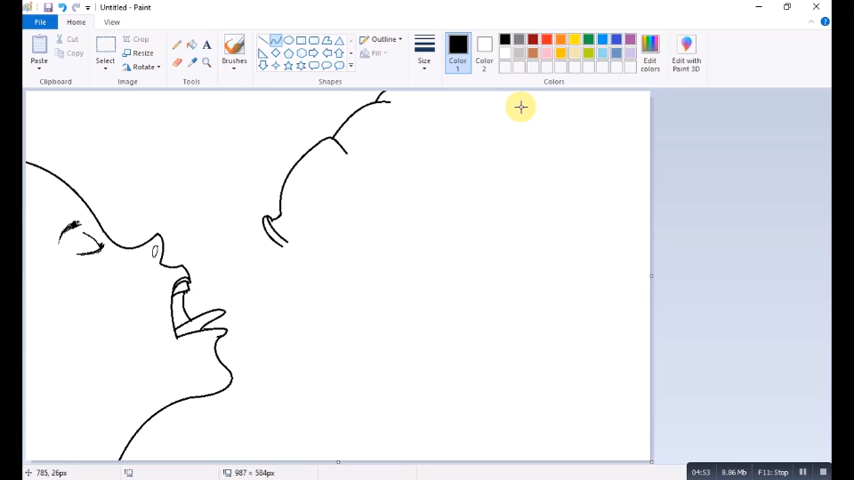 Untitled - Paint
File
Home
View
Paste
Cut
Copy
Clipboard
Select
Crop
Resize
Rotate
Image
A
Tools
Brushes
Outline
Fill
Shapes
Size
Color 1
Color 2
Edit colors
Colors
Edit with Paint 3D
785, 26px
987 × 584px
04:53
8.86 Mb
F11: Stop